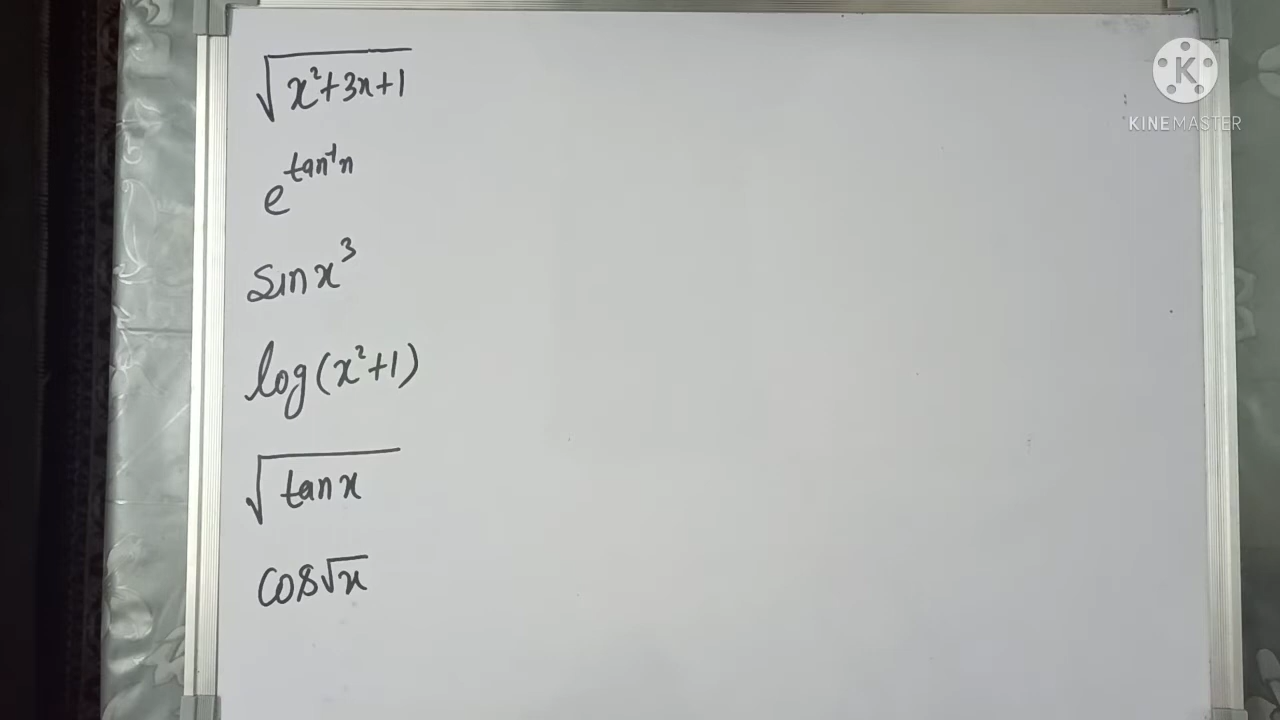 √(x²+3x+1)
e^(tan⁻¹x)
sin x³
log(x²+1)
√(tan x)
cos√x
K
KINEMASTER